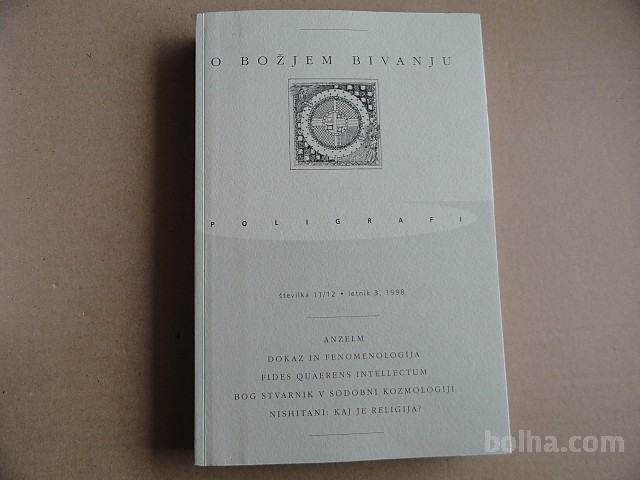 O BOŽJEM BIVANJU
POLIGRAFI
številka 11/12 • letnik 3, 1998
ANZELM
DOKAZ IN FENOMENOLOGIJA
FIDES QUAERENS INTELLECTUM
BOG STVARNIK V SODOBNI KOZMOLOGIJI
NISHITANI: KAJ JE RELIGIJA?
bolha.com